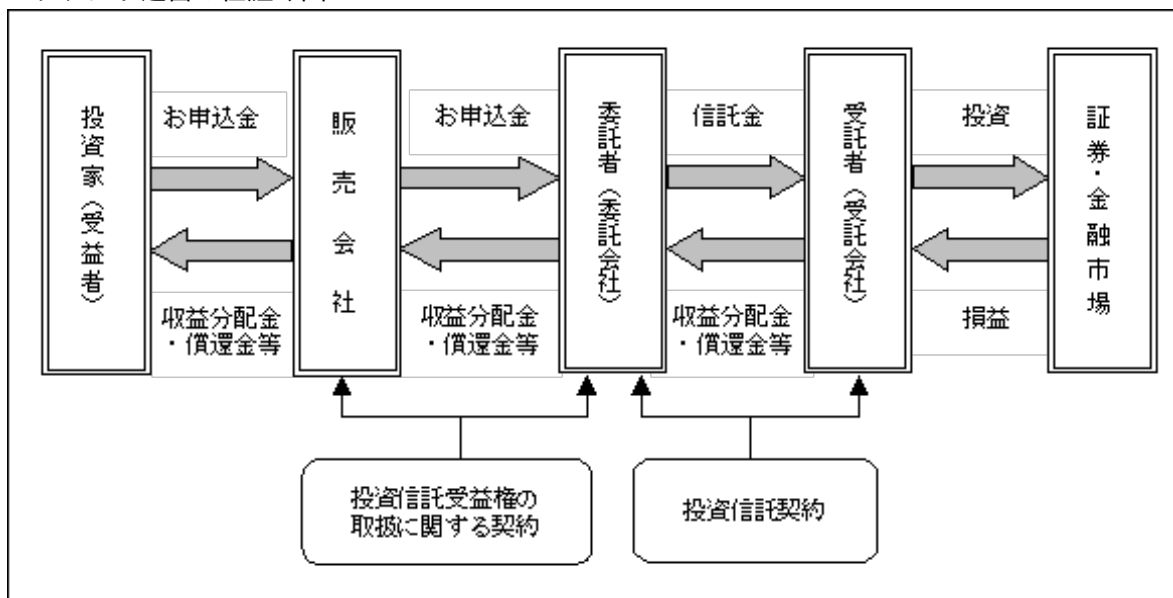 投資家(受益者)
お申込金
収益分配金
・償還金等
販売会社
お申込金
収益分配金
・償還金等
委託者(委託会社)
信託金
収益分配金
・償還金等
受託者(受託会社)
投資
損益
証券・金融市場
投資信託受益権の
取扱に関する契約
投資信託契約